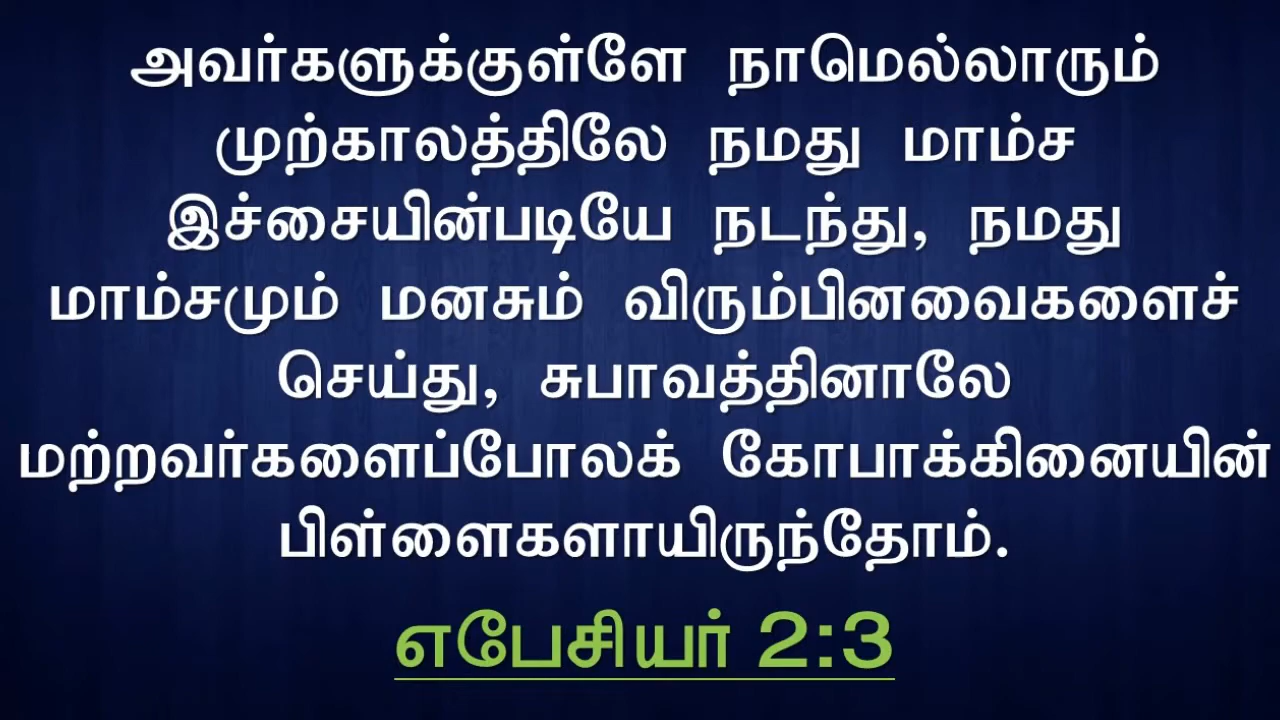 அவர்களுக்குள்ளே நாமெல்லாரும்
முற்காலத்திலே நமது மாம்ச
இச்சையின்படியே நடந்து, நமது
மாம்சமும் மனசும் விரும்பினவைகளைச்
செய்து, சுபாவத்தினாலே
மற்றவர்களைப்போலக் கோபாக்கினையின்
பிள்ளைகளாயிருந்தோம்.
எபேசியர் 2:3